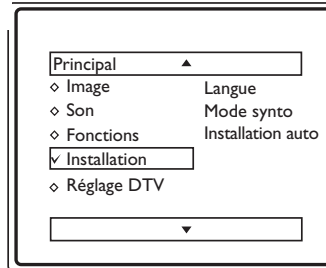 Principal ▲
◇ Image
◇ Son
◇ Fonctions
✓ Installation
◇ Réglage DTV
Langue
Mode synto
Installation auto
▼